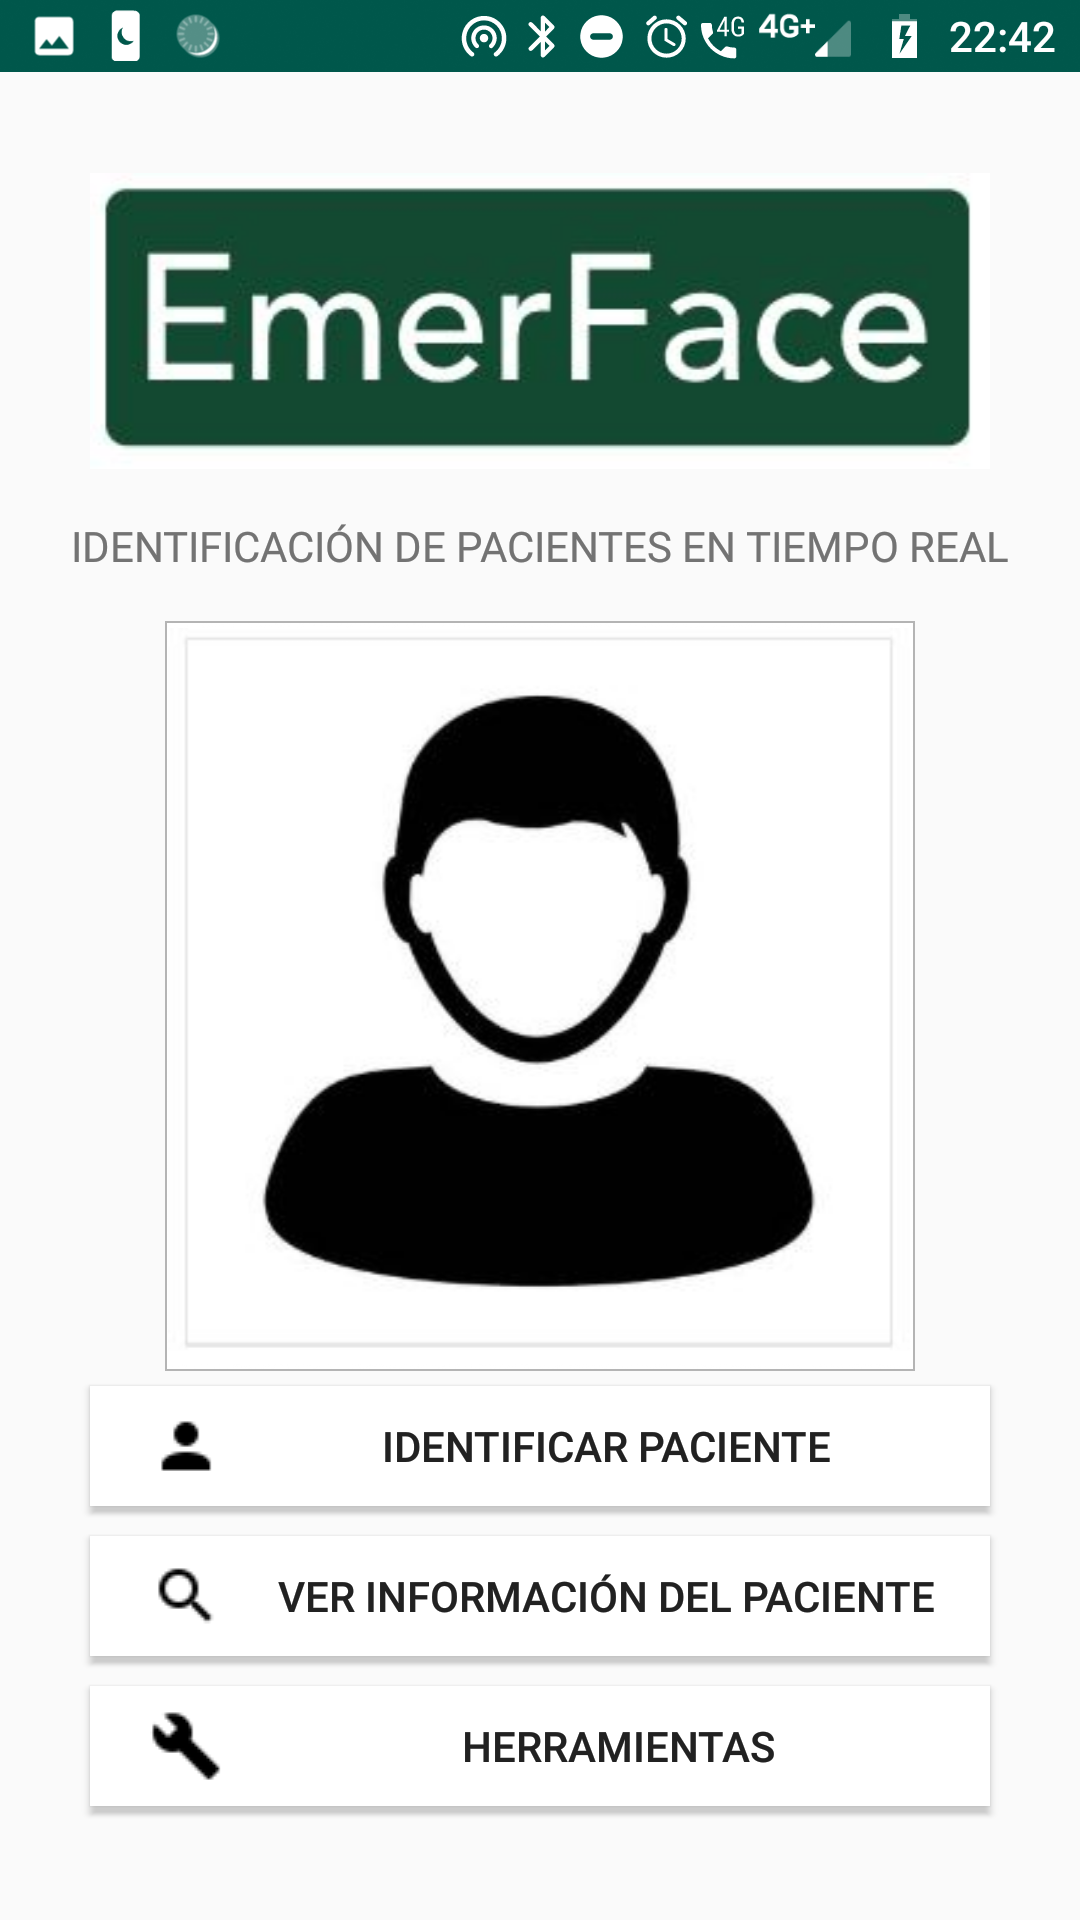 4G 4G+ 22:42
EmerFace
IDENTIFICACIÓN DE PACIENTES EN TIEMPO REAL
IDENTIFICAR PACIENTE
VER INFORMACIÓN DEL PACIENTE
HERRAMIENTAS